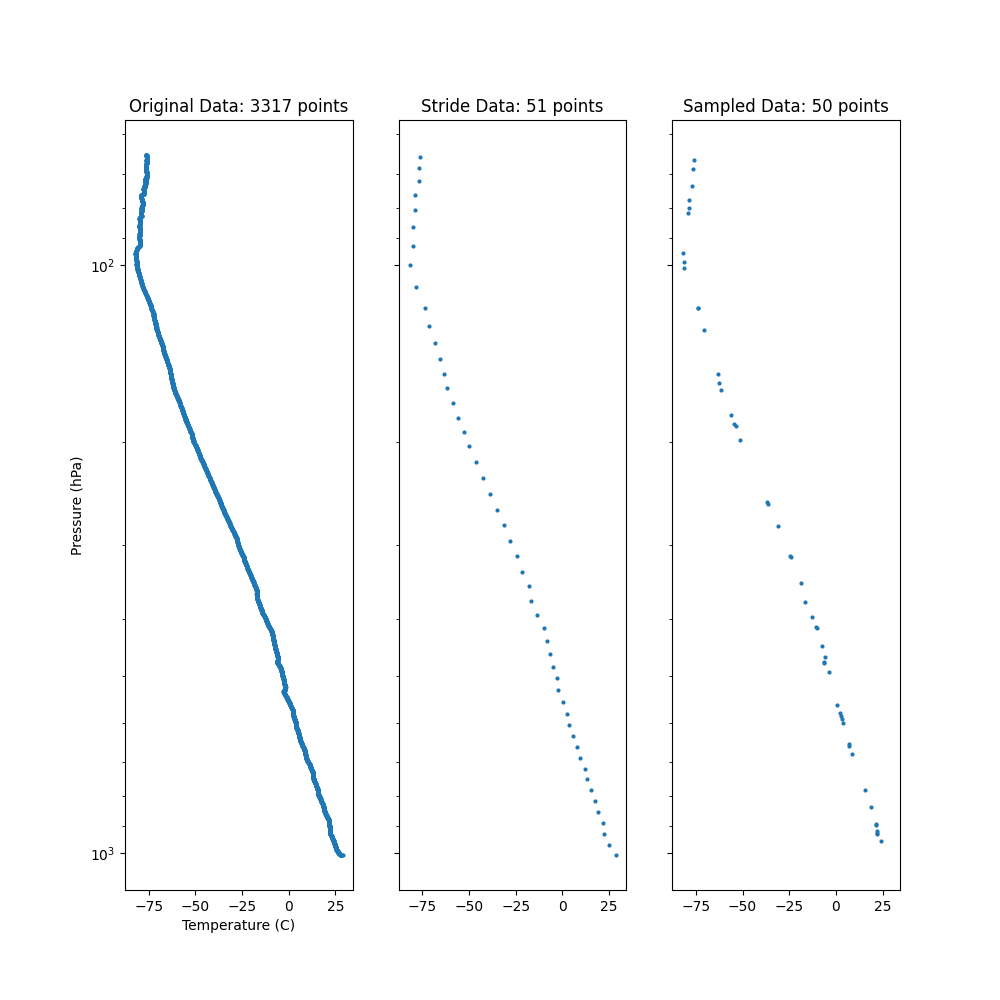 Original Data: 3317 points
Stride Data: 51 points
Sampled Data: 50 points
10²
10³
Pressure (hPa)
−75 −50 −25 0 25
−75 −50 −25 0 25
−75 −50 −25 0 25
Temperature (C)